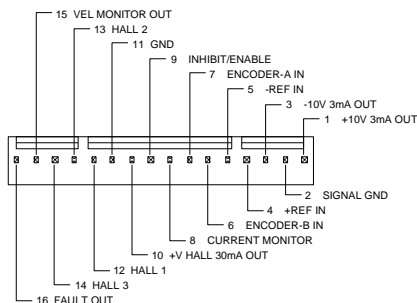 15 VEL MONITOR OUT
13 HALL 2
11 GND
9 INHIBIT/ENABLE
7 ENCODER-A IN
5 -REF IN
3 -10V 3mA OUT
1 +10V 3mA OUT
2 SIGNAL GND
4 +REF IN
6 ENCODER-B IN
8 CURRENT MONITOR
10 +V HALL 30mA OUT
12 HALL 1
14 HALL 3
16 FAULT OUT